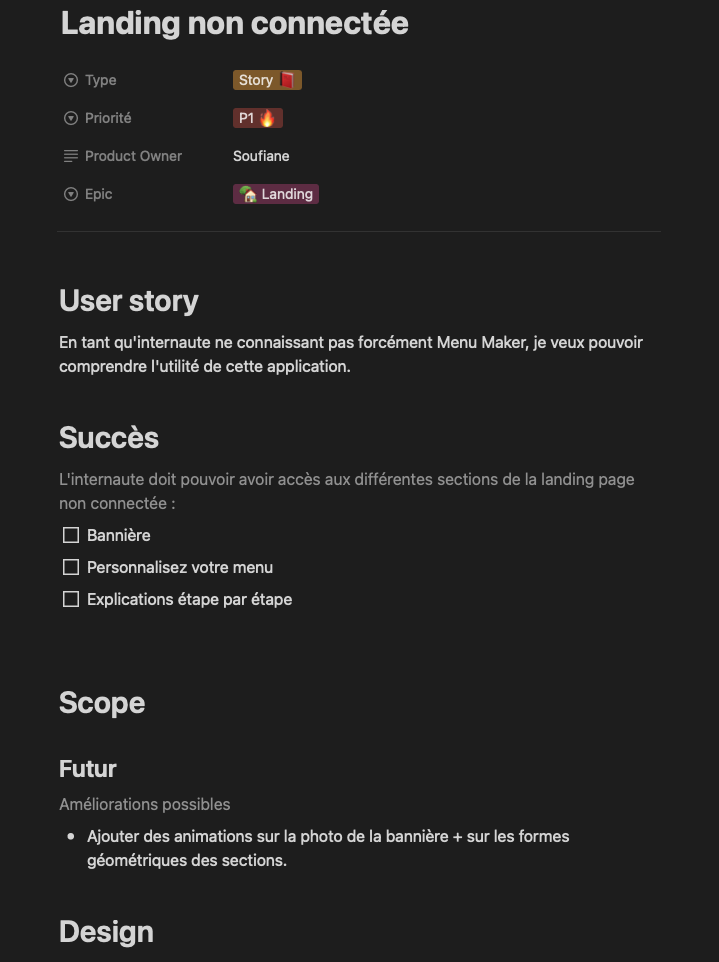 Landing non connectée
Type Story 📕
Priorité P1 🔥
Product Owner Soufiane
Epic 🏡 Landing
User story
En tant qu'internaute ne connaissant pas forcément Menu Maker, je veux pouvoir
comprendre l'utilité de cette application.
Succès
L'internaute doit pouvoir avoir accès aux différentes sections de la landing page
non connectée :
Bannière
Personnalisez votre menu
Explications étape par étape
Scope
Futur
Améliorations possibles
• Ajouter des animations sur la photo de la bannière + sur les formes
géométriques des sections.
Design